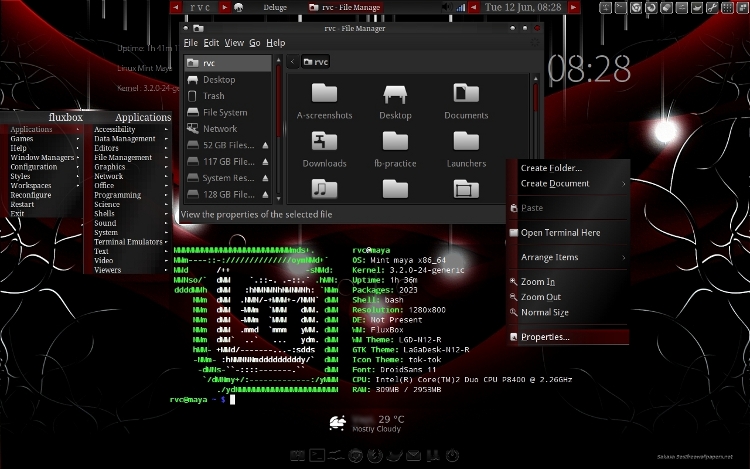 rvc
Deluge
rvc - File Manage
Tue 12 Jun, 08:28
rvc - File Manager
File Edit View Go Help
rvc
Desktop
Trash
File System
Network
52 GB File...
117 GB File...
System Res...
128 GB File...
rvc
A-screenshots
Desktop
Documents
Downloads
fb-practice
Launchers
View the properties of the selected file
Uptime: 1h 41m 1
Linux Mint Maya
Kernel: 3.2.0-24-ge
08:28
fluxbox
Applications
Games
Help
Window Managers
Configuration
Styles
Workspaces
Reconfigure
Restart
Exit
Applications
Accessibility
Data Management
Editors
File Management
Graphics
Network
Office
Programming
Science
Shells
Sound
System
Terminal Emulators
Text
Video
Viewers
Create Folder...
Create Document
Paste
Open Terminal Here
Arrange Items
Zoom In
Zoom Out
Normal Size
Properties...
rvc@maya
OS: Mint maya x86_64
Kernel: 3.2.0-24-generic
Uptime: 1h 36m
Packages: 2023
Shell: bash
Resolution: 1280x800
DE: Not Present
WM: FluxBox
WM Theme: LGD-N12-R
GTK Theme: LaGaDesk-N12-R
Icon Theme: tok-tok
Font: DroidSans 11
CPU: Intel(R) Core(TM)2 Duo CPU P8400 @ 2.26GHz
RAM: 309MB / 2953MB
rvc@maya ~ $
29 °C
Mostly Cloudy